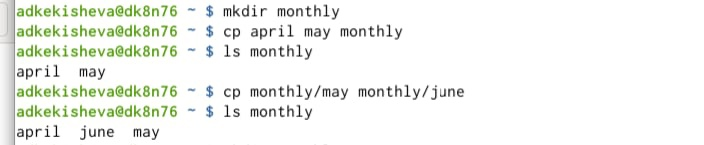 adkekisheva@dk8n76 ~ $ mkdir monthly
adkekisheva@dk8n76 ~ $ cp april may monthly
adkekisheva@dk8n76 ~ $ ls monthly
april  may
adkekisheva@dk8n76 ~ $ cp monthly/may monthly/june
adkekisheva@dk8n76 ~ $ ls monthly
april  june  may